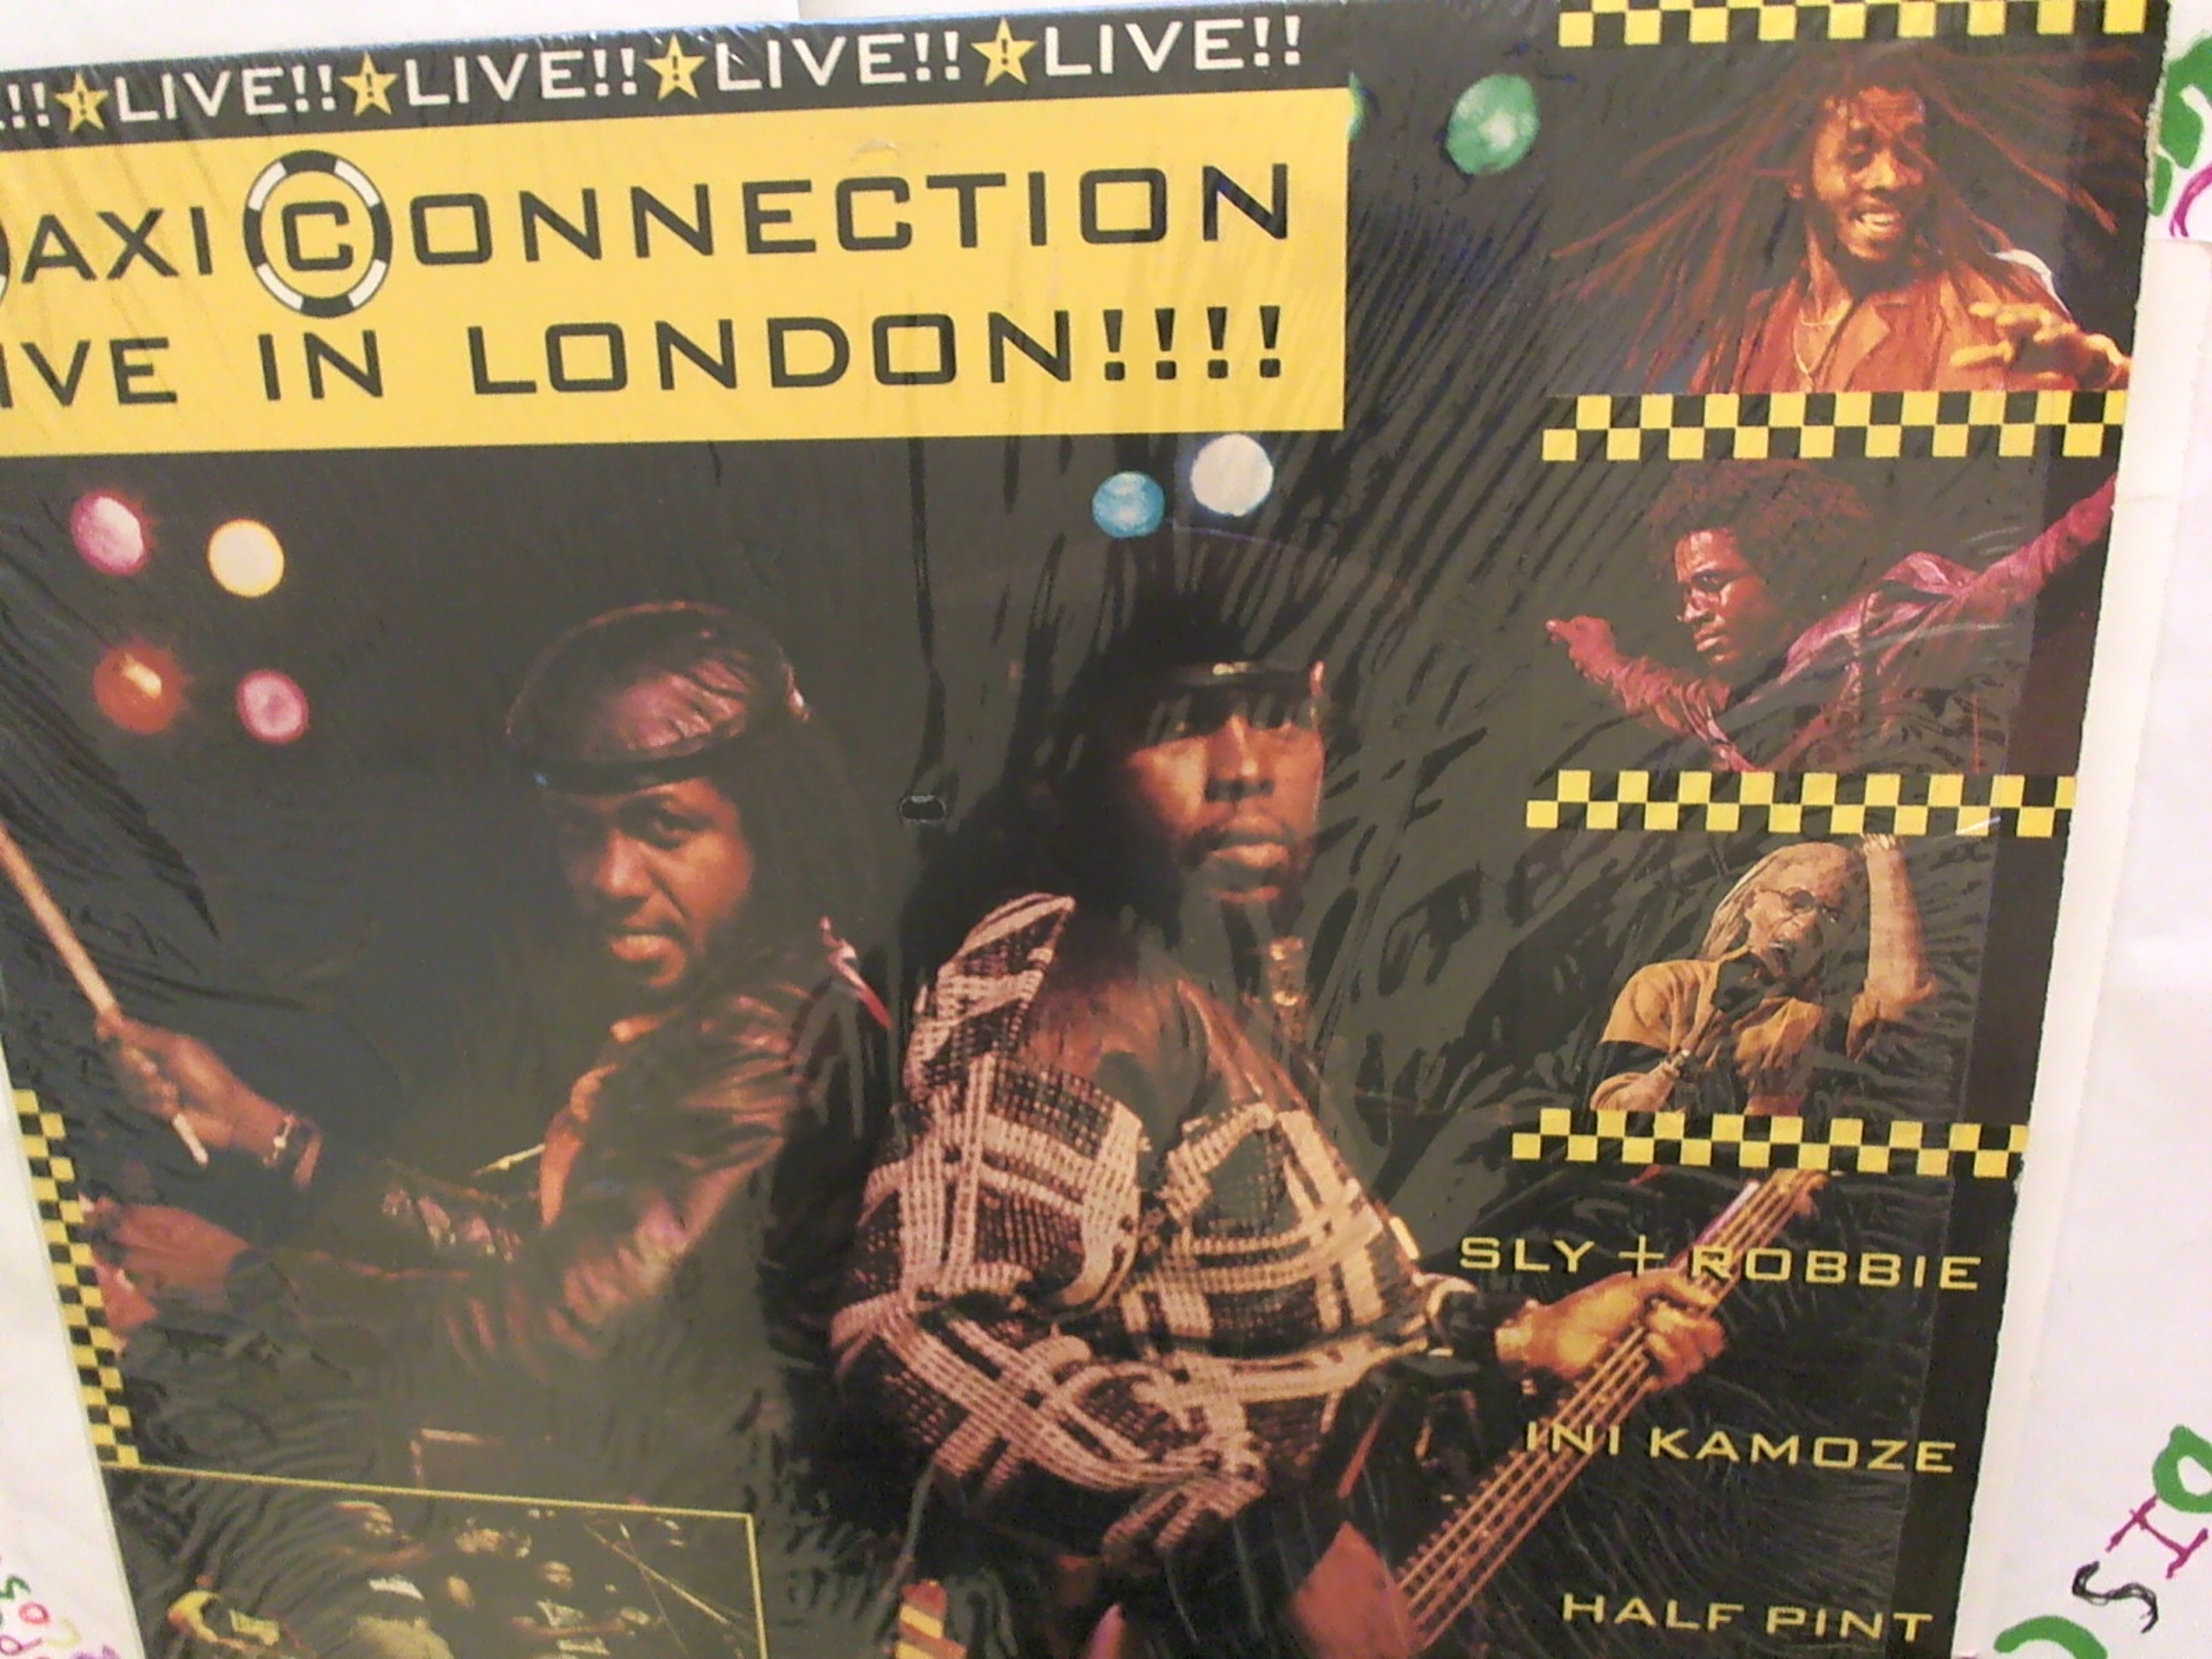 !! ! LIVE!! ! LIVE!! ! LIVE!! ! LIVE!!
AXI CONNECTION
IVE IN LONDON!!!!
SLY + ROBBIE
INI KAMOZE
HALF PINT